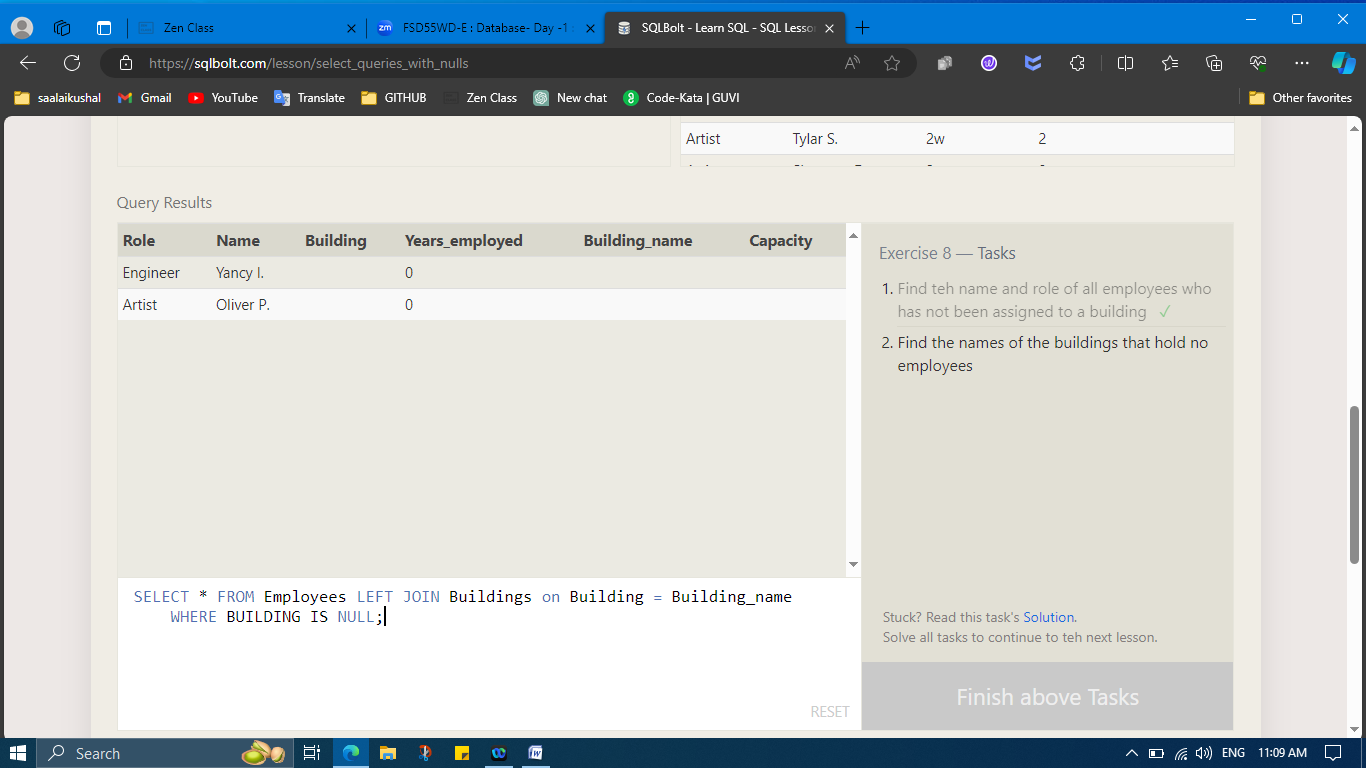 Zen Class
zm FSD55WD-E : Database- Day -1 :
SQLBolt - Learn SQL - SQL Lesso
https://sqlbolt.com/lesson/select_queries_with_nulls
saalaikushal Gmail YouTube Translate GITHUB Zen Class New chat Code-Kata | GUVI Other favorites
Artist Tylar S. 2w 2
Query Results
Role Name Building Years_employed Building_name Capacity
Engineer Yancy I. 0
Artist Oliver P. 0
Exercise 8 — Tasks
1. Find teh name and role of all employees who
has not been assigned to a building ✓
2. Find the names of the buildings that hold no
employees
SELECT * FROM Employees LEFT JOIN Buildings on Building = Building_name
WHERE BUILDING IS NULL;
RESET
Stuck? Read this task's Solution.
Solve all tasks to continue to teh next lesson.
Finish above Tasks
Search
ENG 11:09 AM